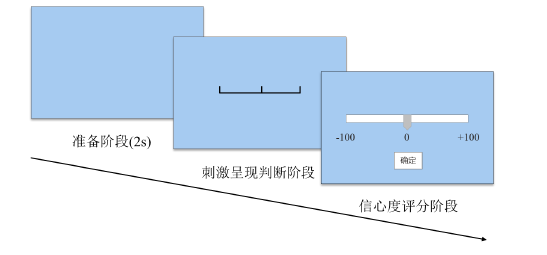 准备阶段(2s)
刺激呈现判断阶段
-100 0 +100
确定
信心度评分阶段